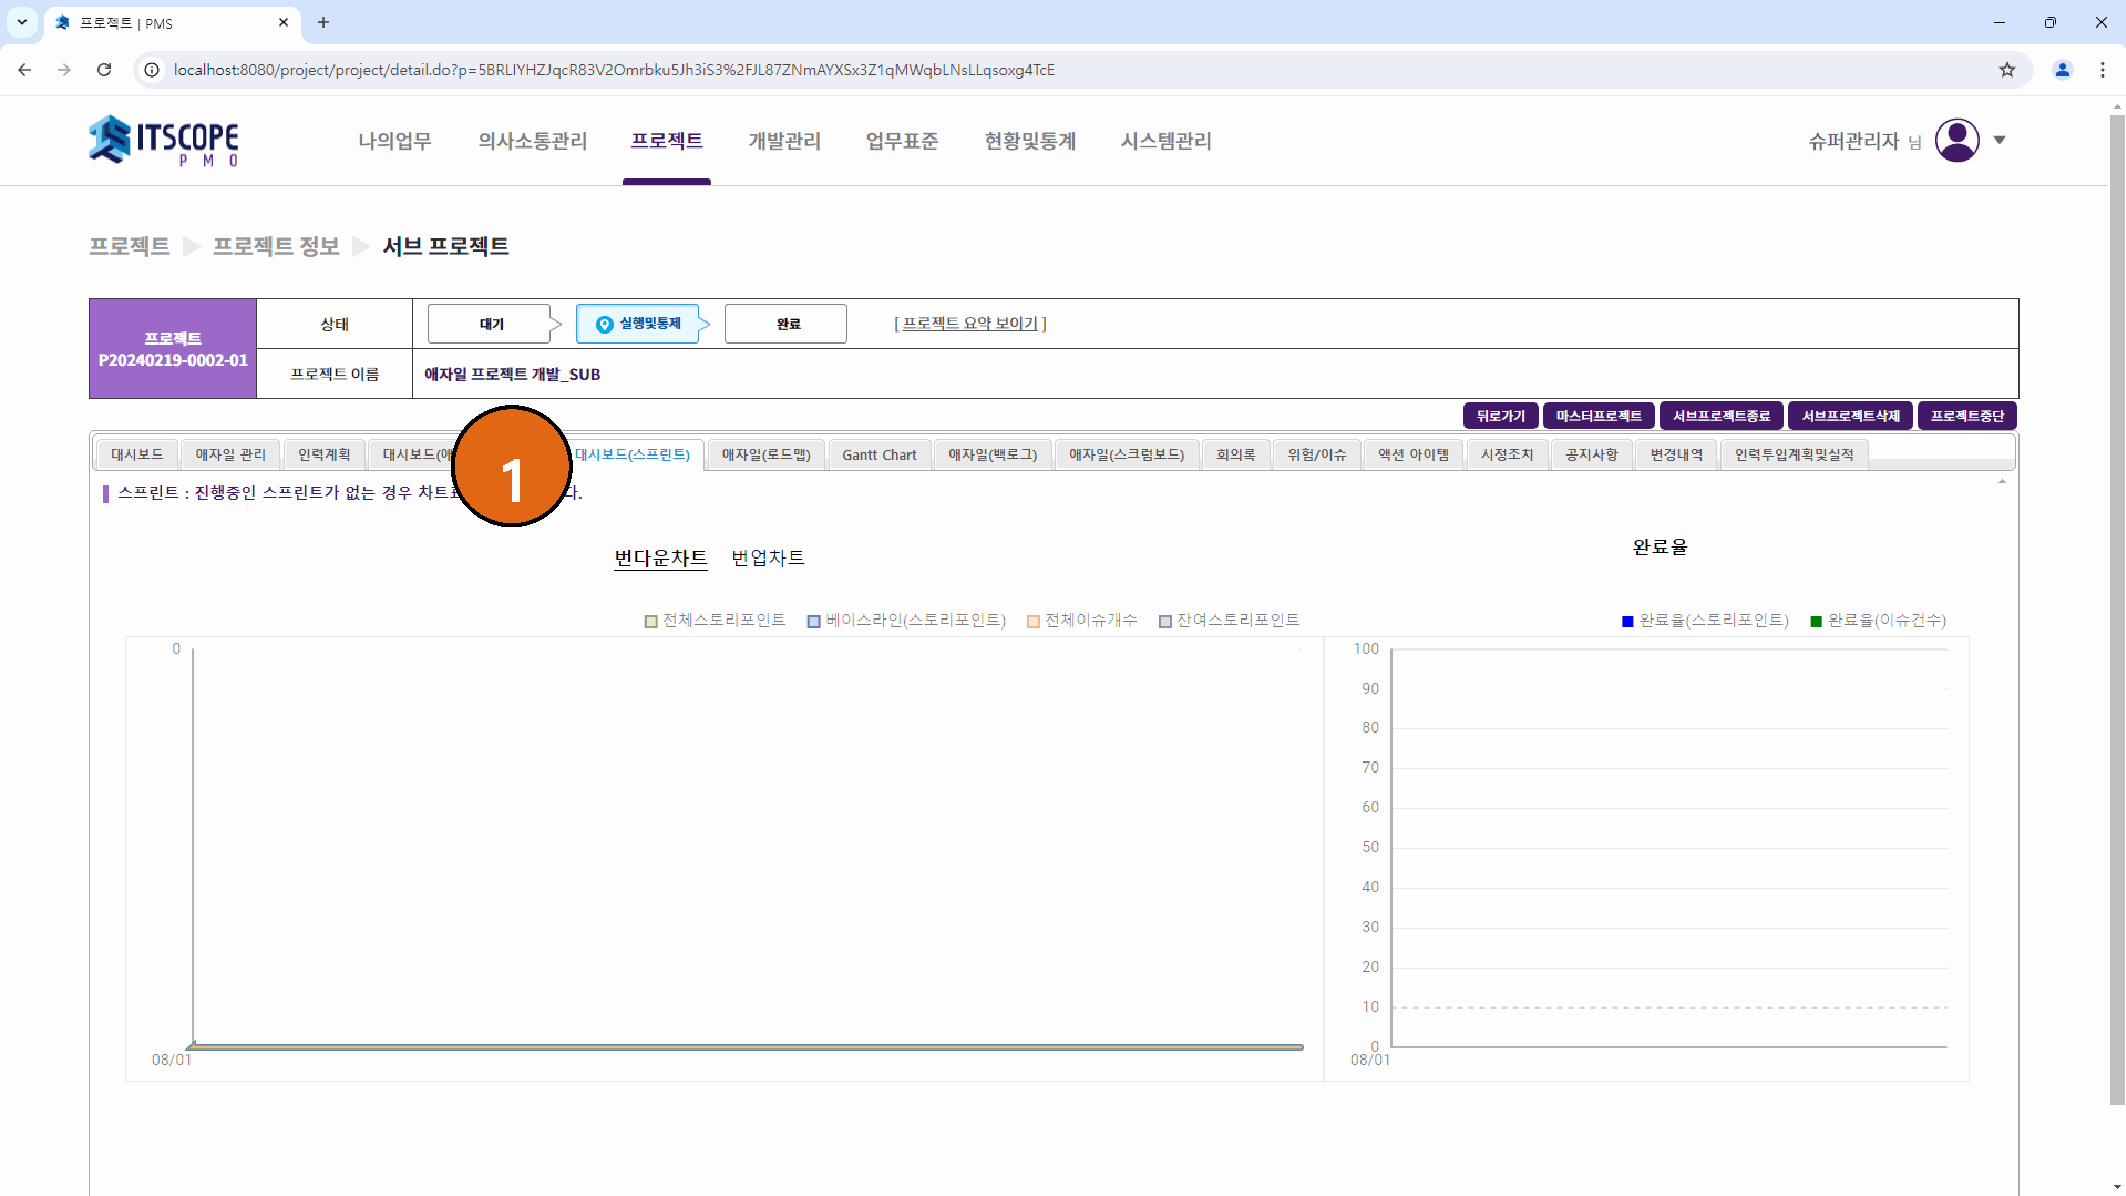 프로젝트 | PMS
localhost:8080/project/project/detail.do?p=5BRLIYHZJqcR83V2Omrbku5Jh3iS3%2FJL87ZNmAYXSx3Z1qMWqbLNsLLqsoxg4TcE
ITSCOPE
PMO
나의업무 의사소통관리 프로젝트 개발관리 업무표준 현황및통계 시스템관리
슈퍼관리자 님
프로젝트 프로젝트 정보 서브 프로젝트
프로젝트
P20240219-0002-01
상태 대기 실행및통제 완료 [ 프로젝트 요약 보이기 ]
프로젝트 이름 애자일 프로젝트 개발_SUB
뒤로가기 마스터프로젝트 서브프로젝트종료 서브프로젝트삭제 프로젝트중단
대시보드 애자일 관리 인력계획 대시보드(애 대시보드(스프린트) 애자일(로드맵) Gantt Chart 애자일(백로그) 애자일(스크럼보드) 회의록 위험/이슈 액션 아이템 시정조치 공지사항 변경내역 인력투입계획및실적
1
스프린트 : 진행중인 스프린트가 없는 경우 차트 다.
번다운차트 번업차트
완료율
전체스토리포인트 베이스라인(스토리포인트) 전체이슈개수 잔여스토리포인트
완료율(스토리포인트) 완료율(이슈건수)
0
08/01
100
90
80
70
60
50
40
30
20
10
0
08/01